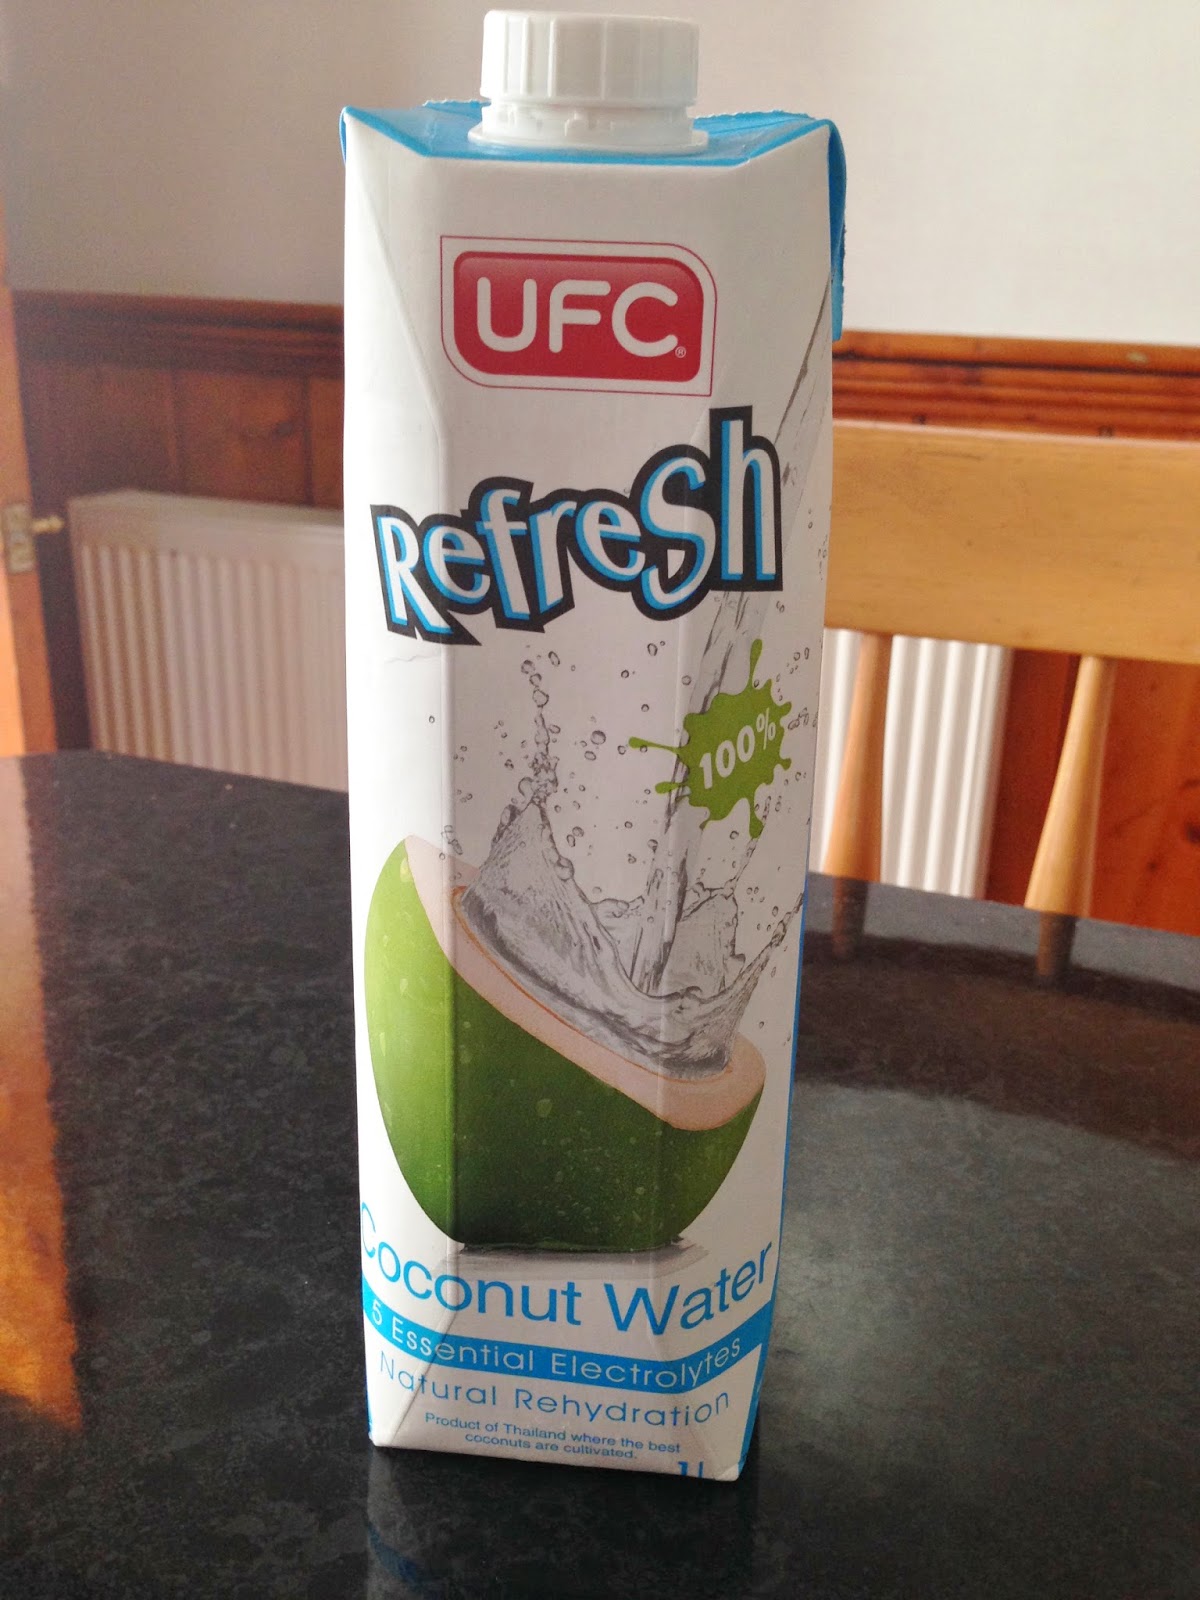 UFC®
Refresh
100%
Coconut Water
5 Essential Electrolytes
Natural Rehydration
Product of Thailand where the best
coconuts are cultivated.
1L